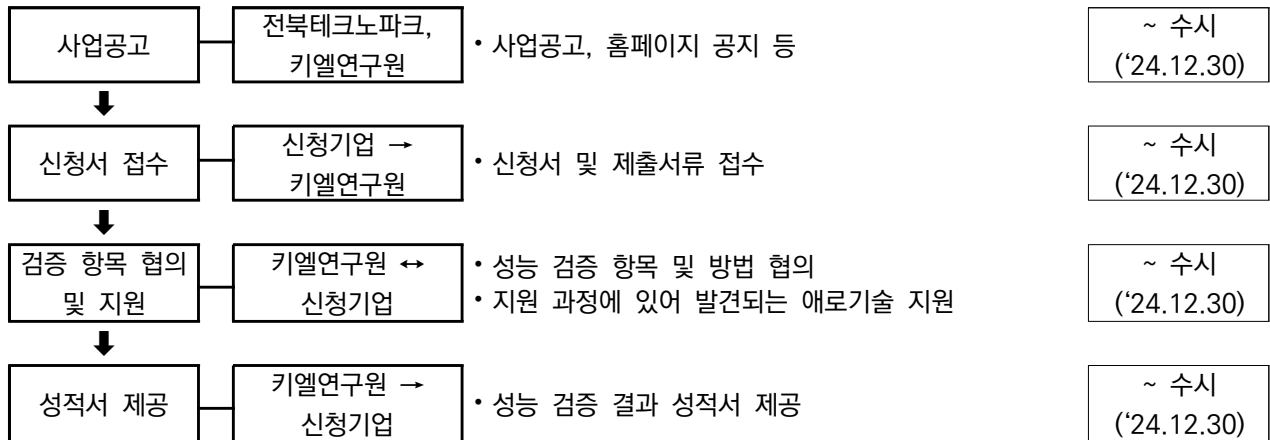 사업공고
전북테크노파크,
키엘연구원
• 사업공고, 홈페이지 공지 등
~ 수시
(‘24.12.30)
신청서 접수
신청기업 →
키엘연구원
• 신청서 및 제출서류 접수
~ 수시
(‘24.12.30)
검증 항목 협의
및 지원
키엘연구원 ↔
신청기업
• 성능 검증 항목 및 방법 협의
• 지원 과정에 있어 발견되는 애로기술 지원
~ 수시
(‘24.12.30)
성적서 제공
키엘연구원 →
신청기업
• 성능 검증 결과 성적서 제공
~ 수시
(‘24.12.30)